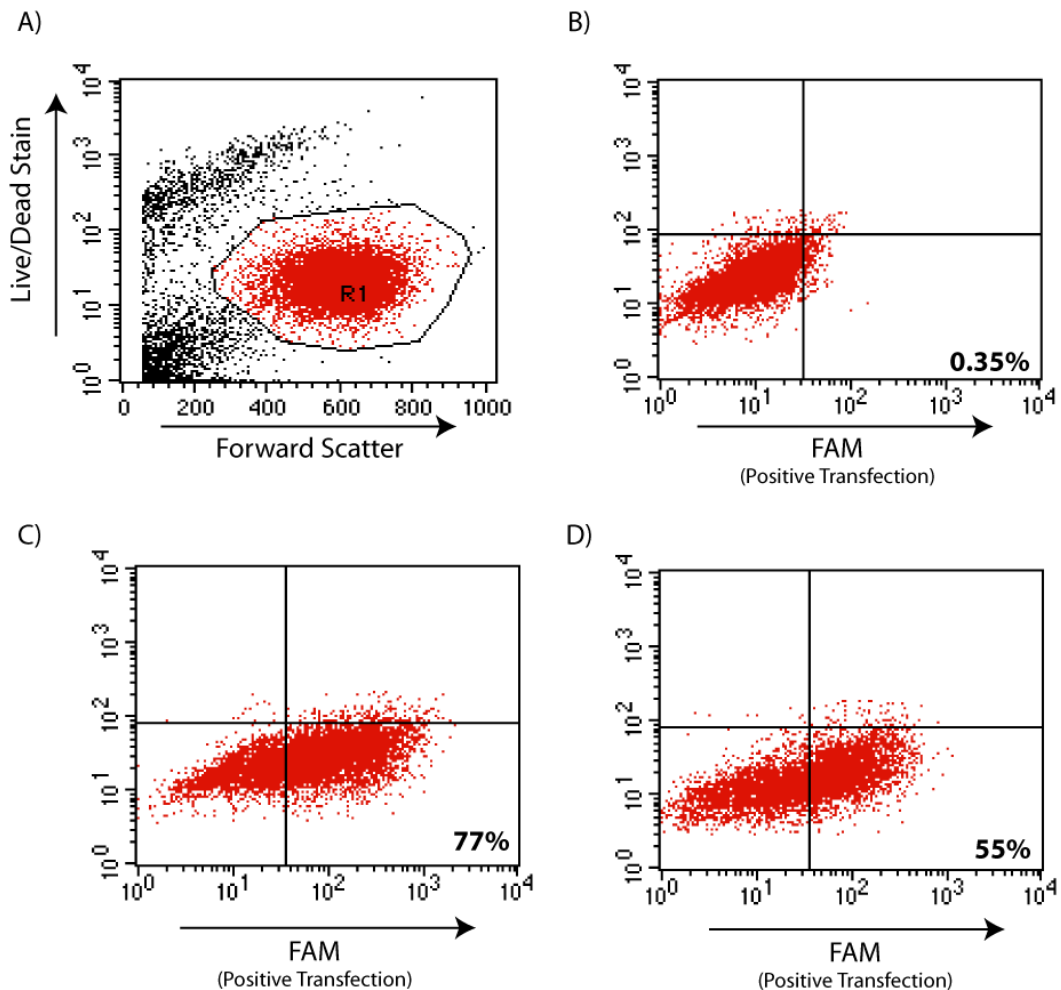 A)
Live/Dead Stain
10^4
10^3
10^2
10^1
10^0
R1
0 200 400 600 800 1000
Forward Scatter
B)
10^4
10^3
10^2
10^1
10^0
0.35%
10^0 10^1 10^2 10^3 10^4
FAM
(Positive Transfection)
C)
10^4
10^3
10^2
10^1
10^0
77%
10^0 10^1 10^2 10^3 10^4
FAM
(Positive Transfection)
D)
10^4
10^3
10^2
10^1
10^0
55%
10^0 10^1 10^2 10^3 10^4
FAM
(Positive Transfection)